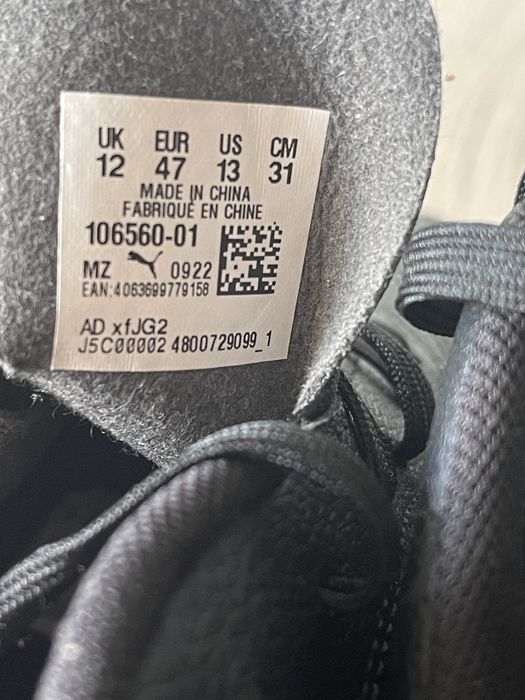 UK EUR US CM
12 47 13 31
MADE IN CHINA
FABRIQUÉ EN CHINE
106560-01
MZ 0922
EAN:4063699779158
AD xfJG2
J5C00002 4800729099_1